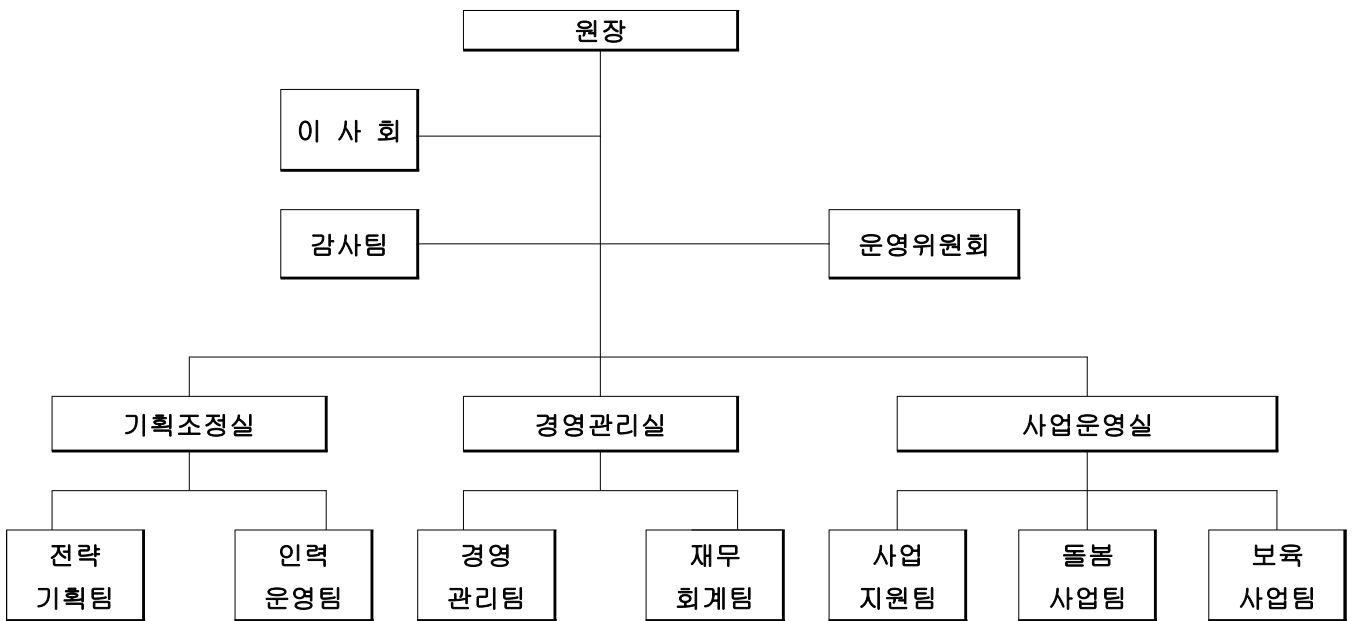 원장
이 사 회
감사팀
운영위원회
기획조정실
경영관리실
사업운영실
전략
기획팀
인력
운영팀
경영
관리팀
재무
회계팀
사업
지원팀
돌봄
사업팀
보육
사업팀